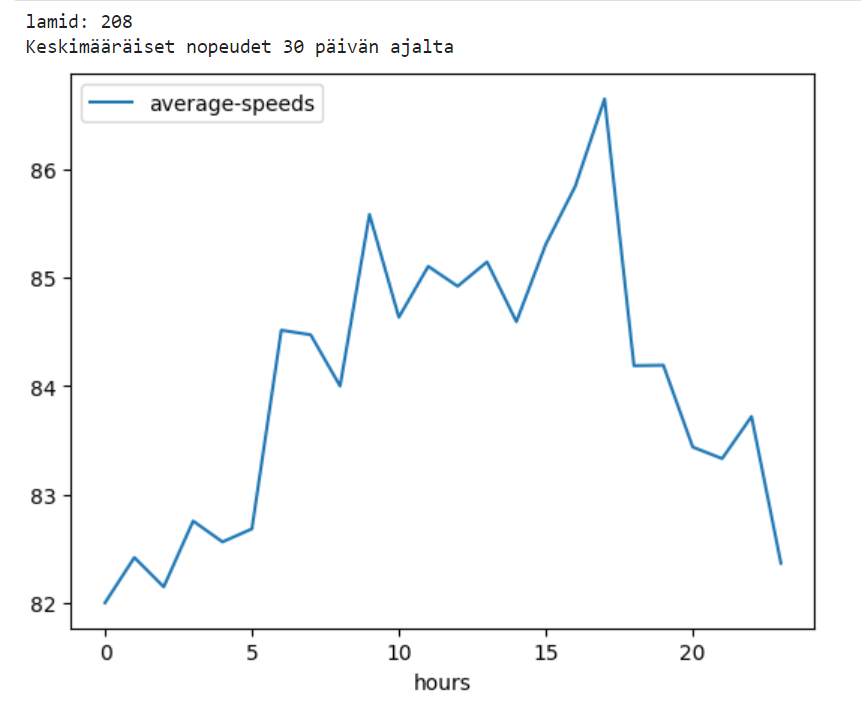 lamid: 208
Keskimääräiset nopeudet 30 päivän ajalta
average-speeds
86
85
84
83
82
0 5 10 15 20
hours